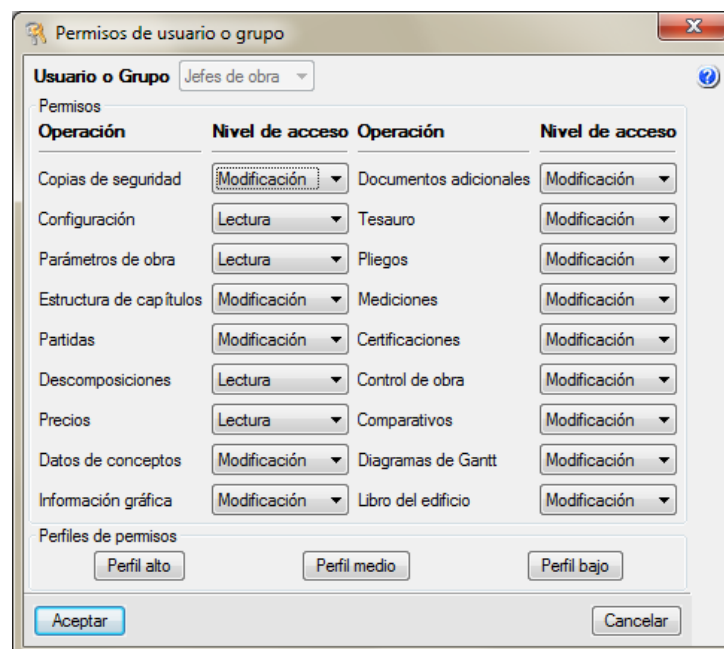 Permisos de usuario o grupo
Usuario o Grupo Jefes de obra
Permisos
Operación Nivel de acceso Operación Nivel de acceso
Copias de seguridad Modificación Documentos adicionales Modificación
Configuración Lectura Tesauro Modificación
Parámetros de obra Lectura Pliegos Modificación
Estructura de capítulos Modificación Mediciones Modificación
Partidas Modificación Certificaciones Modificación
Descomposiciones Lectura Control de obra Modificación
Precios Lectura Comparativos Modificación
Datos de conceptos Modificación Diagramas de Gantt Modificación
Información gráfica Modificación Libro del edificio Modificación
Perfiles de permisos
Perfil alto Perfil medio Perfil bajo
Aceptar Cancelar